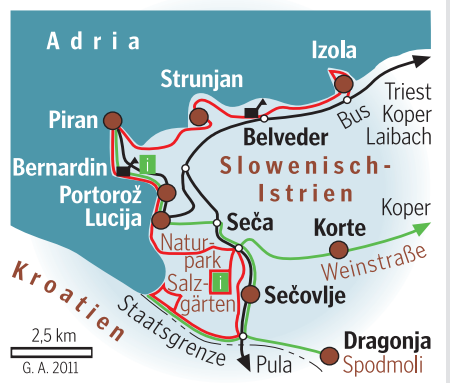 Adria
Izola
Strunjan
Piran
Bus
Triest
Koper
Laibach
Belveder
Bernardin
i
Slowenisch-
Istrien
Portorož
Lucija
Koper
Seča
Korte
Weinstraße
Natur-
park
Salz-
gärten
i
Kroatien
Sečovlje
Staatsgrenze
2,5 km
G. A. 2011
Pula
Dragonja
Spodmoli